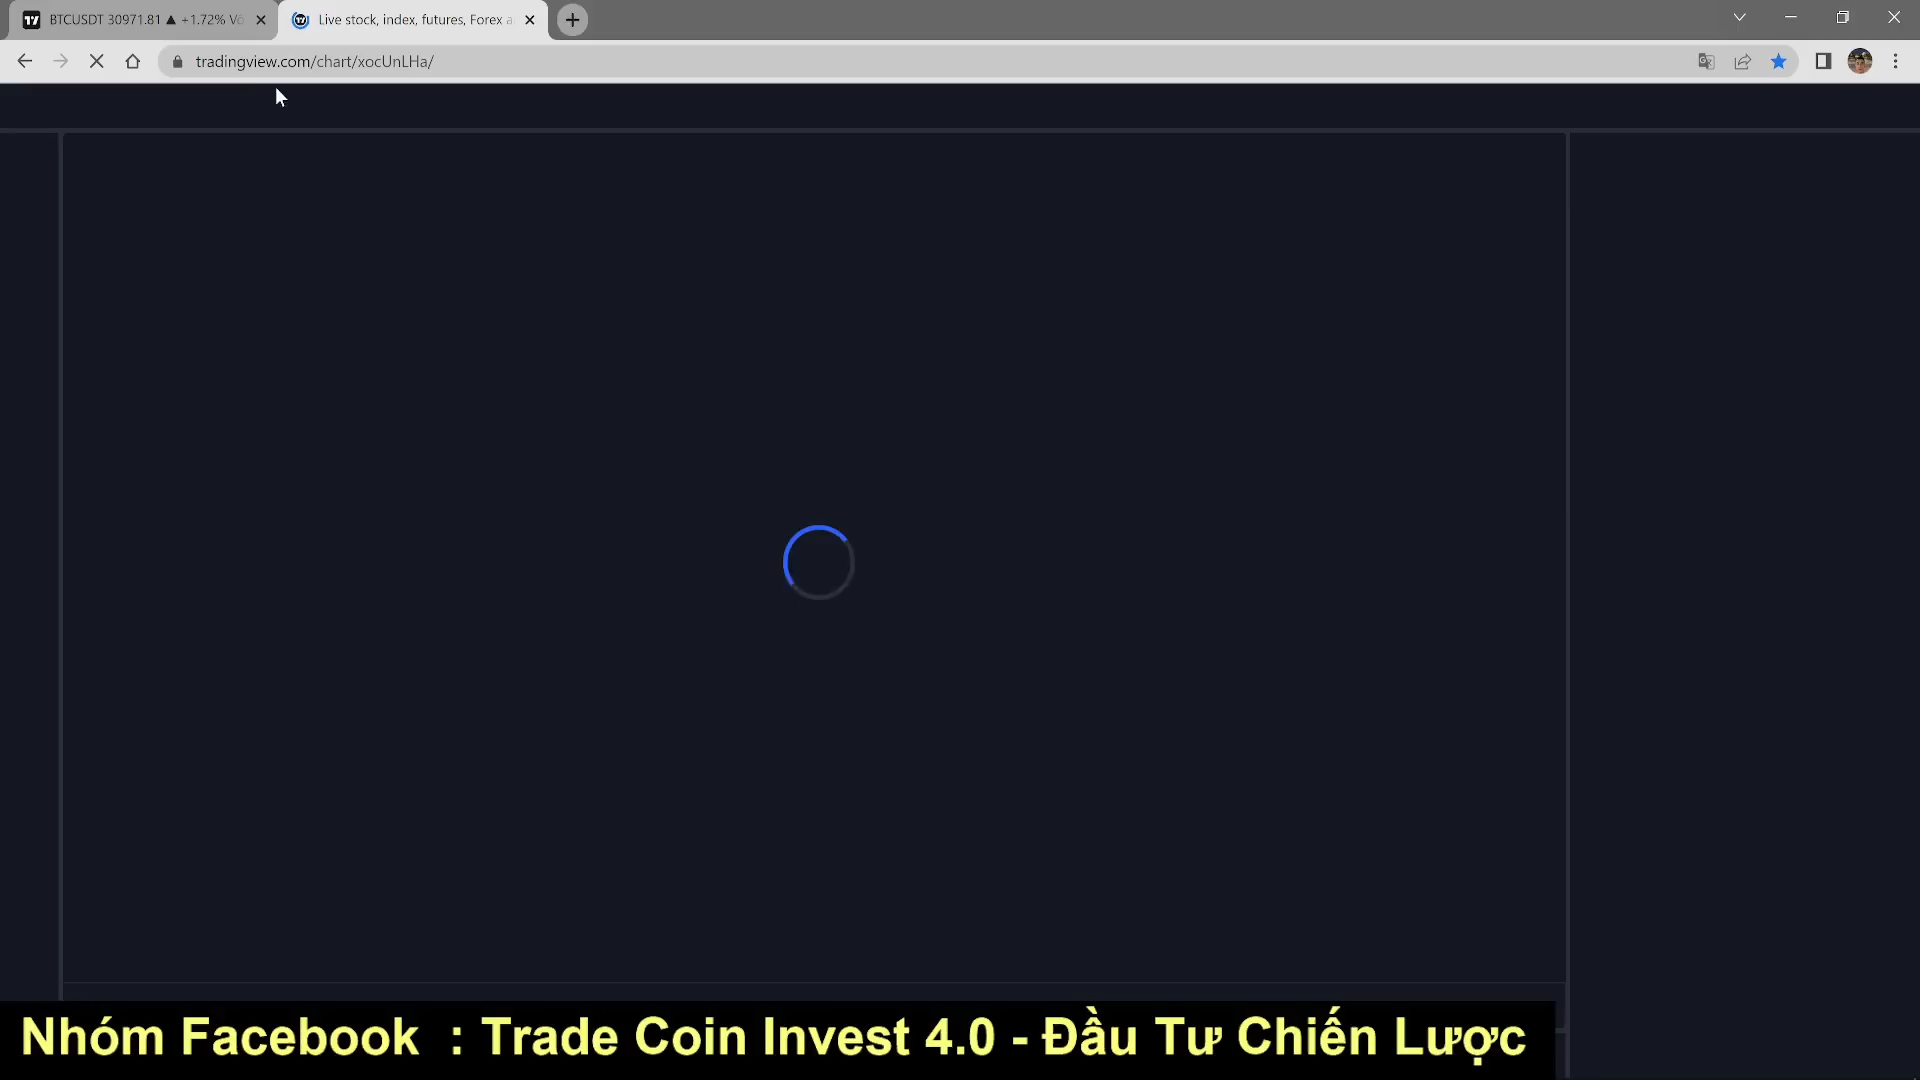 BTCUSDT 30971.81 ▲ +1.72% Vô
Live stock, index, futures, Forex a
tradingview.com/chart/xocUnLHa/
Nhóm Facebook : Trade Coin Invest 4.0 - Đầu Tư Chiến Lược